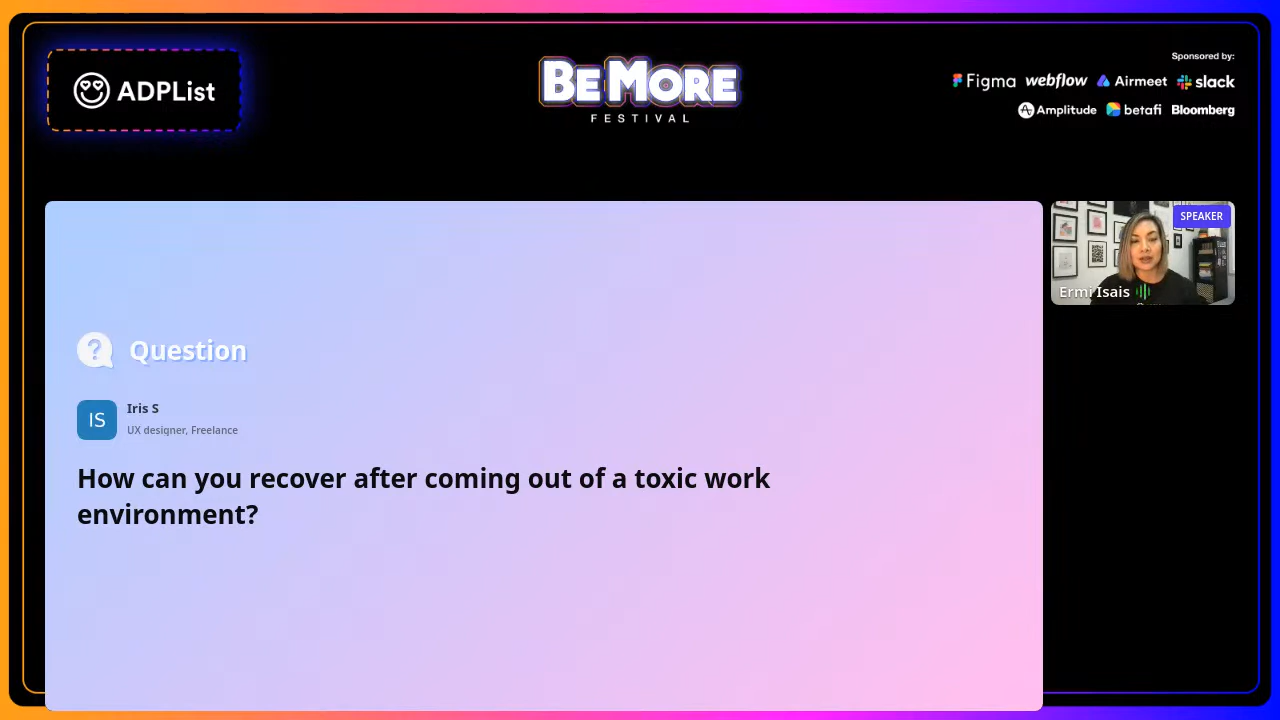 ADPList
BE MORE
FESTIVAL
Sponsored by:
Figma webflow Airmeet slack
Amplitude betafi Bloomberg
SPEAKER
Ermi Isais
? Question
IS
Iris S
UX designer, Freelance
How can you recover after coming out of a toxic work
environment?